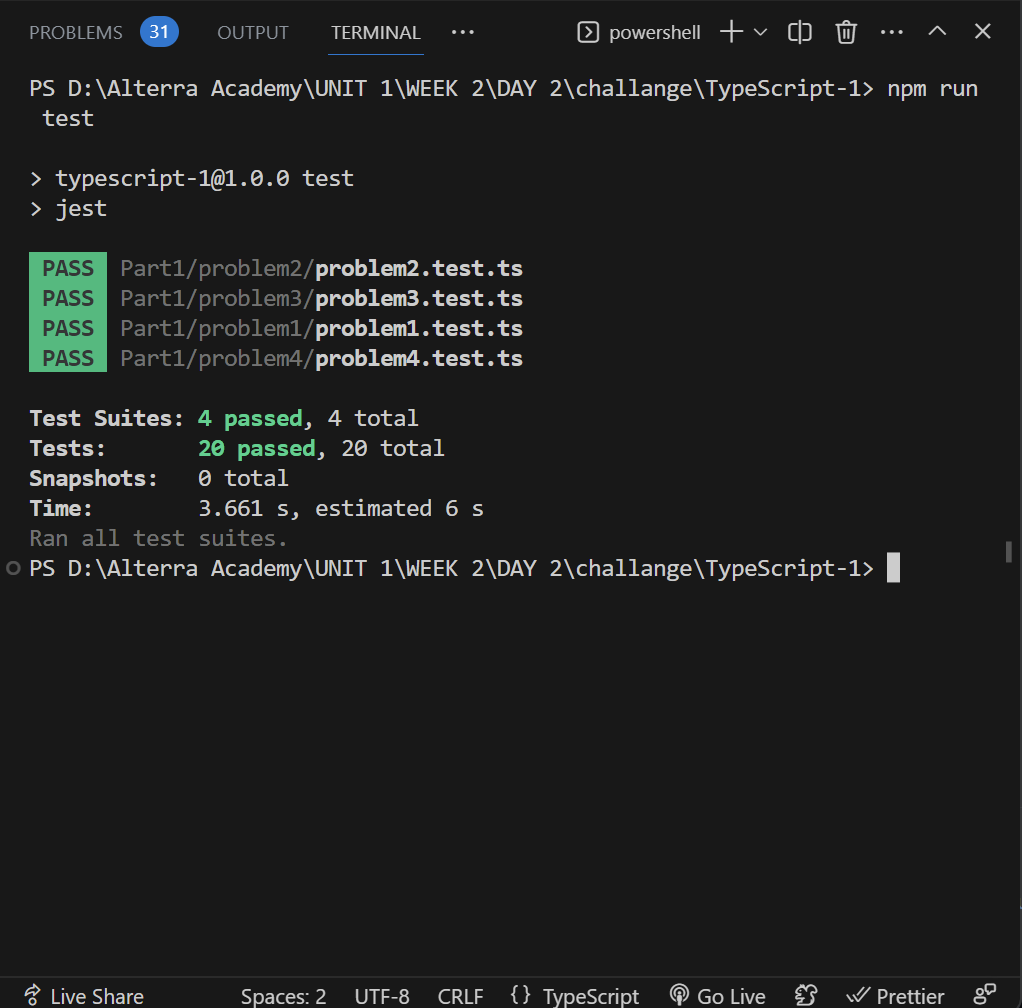 PROBLEMS 31 OUTPUT TERMINAL ··· powershell ···
PS D:\Alterra Academy\UNIT 1\WEEK 2\DAY 2\challange\TypeScript-1> npm run
test
> typescript-1@1.0.0 test
> jest
PASS Part1/problem2/problem2.test.ts
PASS Part1/problem3/problem3.test.ts
PASS Part1/problem1/problem1.test.ts
PASS Part1/problem4/problem4.test.ts
Test Suites: 4 passed, 4 total
Tests: 20 passed, 20 total
Snapshots: 0 total
Time: 3.661 s, estimated 6 s
Ran all test suites.
PS D:\Alterra Academy\UNIT 1\WEEK 2\DAY 2\challange\TypeScript-1>
Live Share Spaces: 2 UTF-8 CRLF {} TypeScript Go Live Prettier